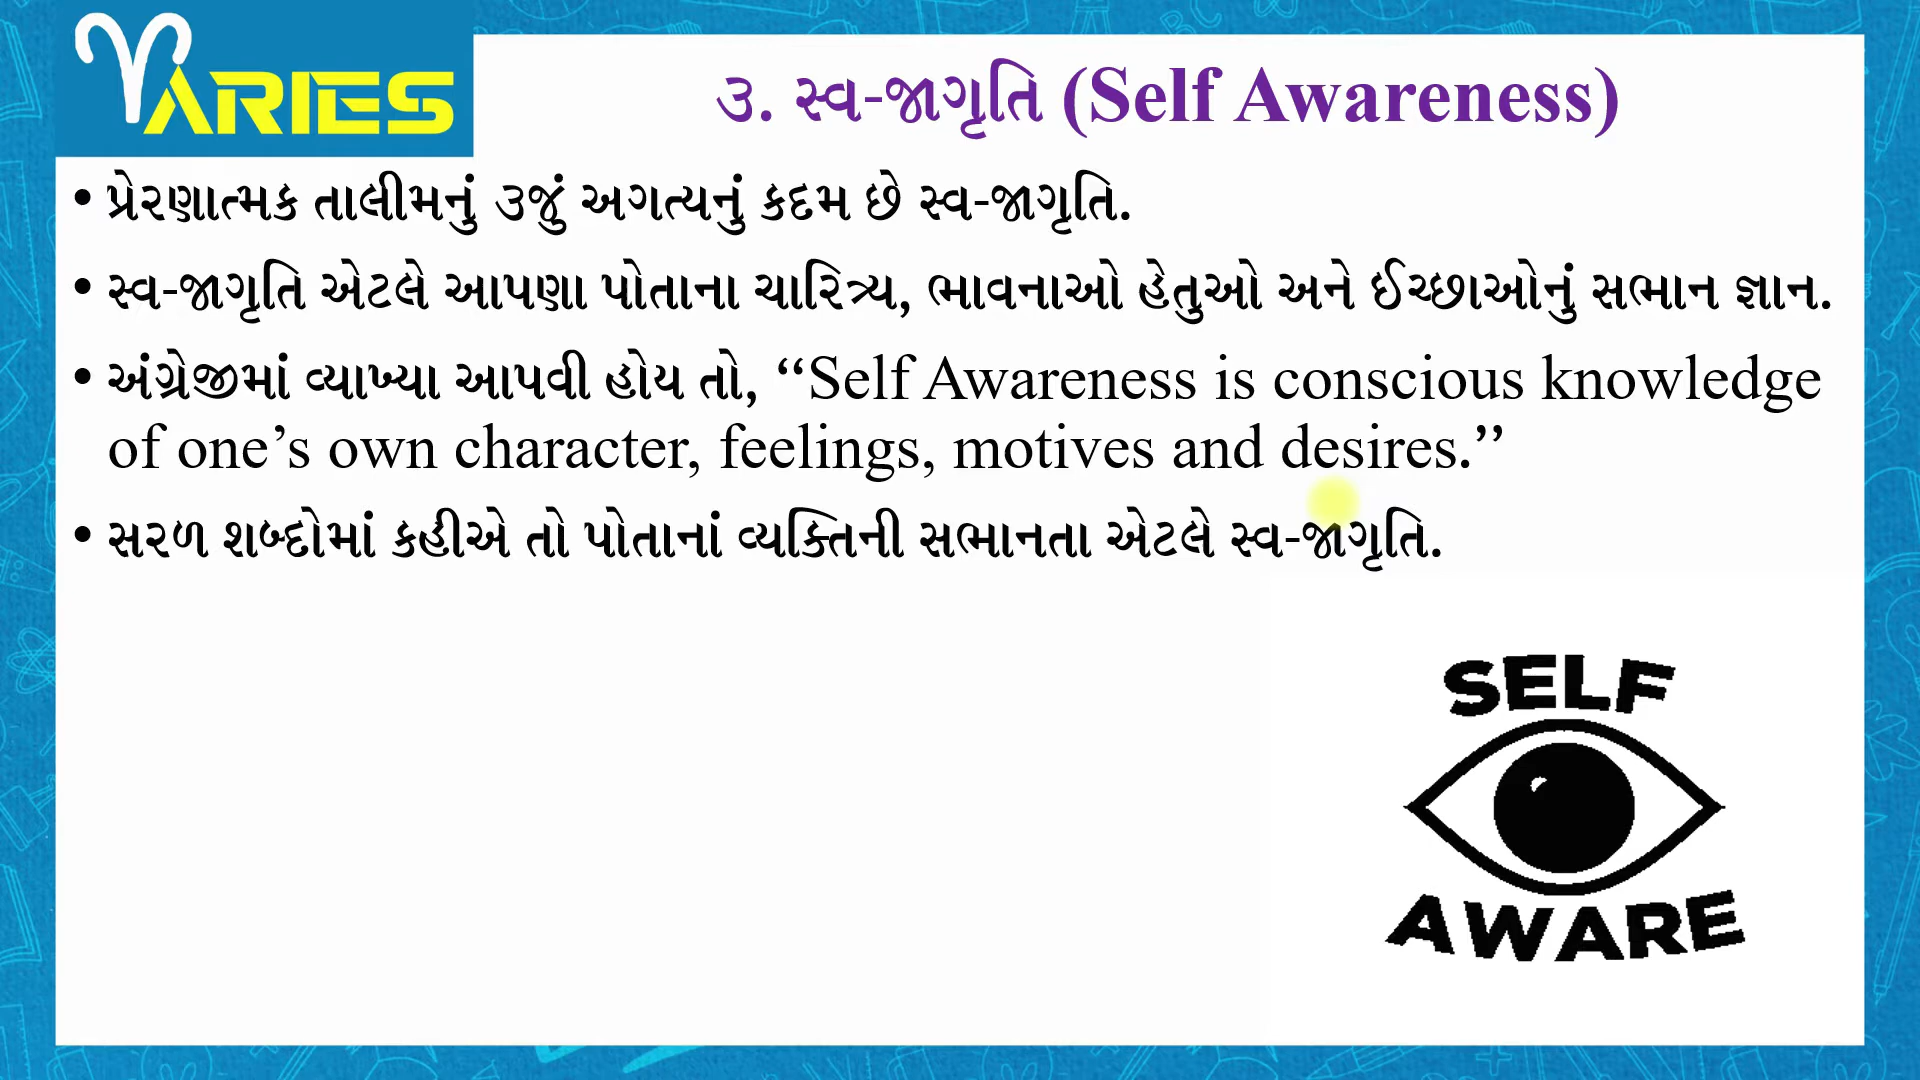 ARIES
૩. સ્વ-જાગૃતિ (Self Awareness)
• પ્રેરણાત્મક તાલીમનું ૩જું અગત્યનું કદમ છે સ્વ-જાગૃતિ.
• સ્વ-જાગૃતિ એટલે આપણા પોતાના ચારિત્ર્ય, ભાવનાઓ હેતુઓ અને ઈચ્છાઓનું સભાન જ્ઞાન.
• અંગ્રેજીમાં વ્યાખ્યા આપવી હોય તો, “Self Awareness is conscious knowledge
of one’s own character, feelings, motives and desires.”
• સરળ શબ્દોમાં કહીએ તો પોતાનાં વ્યક્તિની સભાનતા એટલે સ્વ-જાગૃતિ.
SELF
AWARE